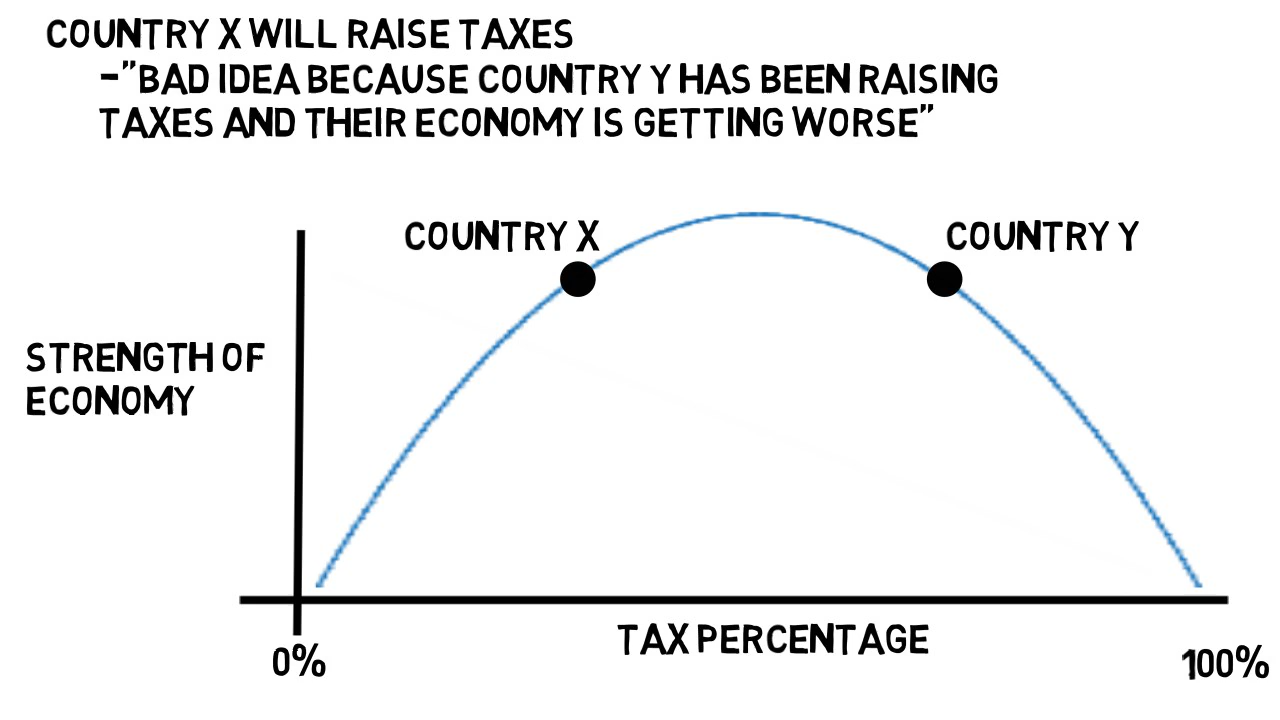 COUNTRY X WILL RAISE TAXES
-"BAD IDEA BECAUSE COUNTRY Y HAS BEEN RAISING
TAXES AND THEIR ECONOMY IS GETTING WORSE"
COUNTRY X
COUNTRY Y
STRENGTH OF
ECONOMY
TAX PERCENTAGE
0%
100%